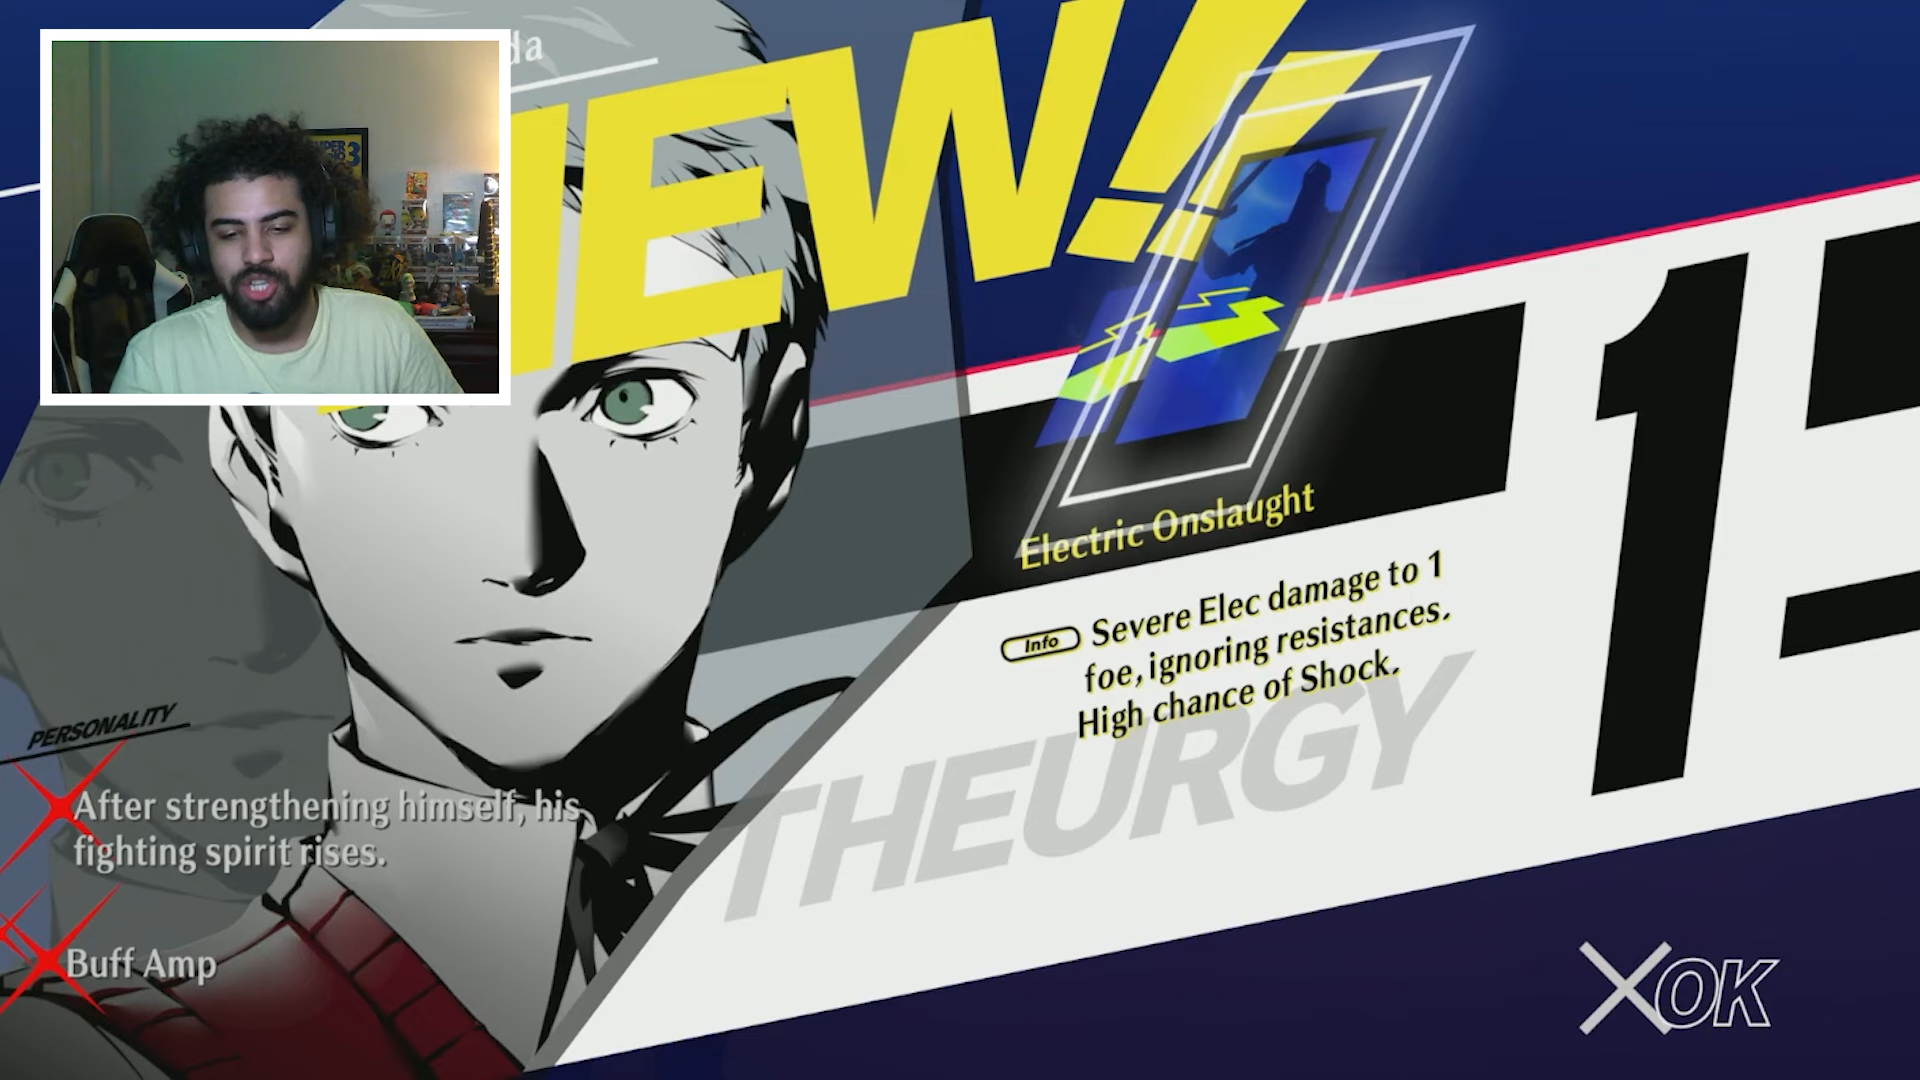 da
NEW!
Electric Onslaught
Info Severe Elec damage to 1
foe, ignoring resistances.
High chance of Shock.
THEURGY
PERSONALITY
After strengthening himself, his
fighting spirit rises.
Buff Amp
OK